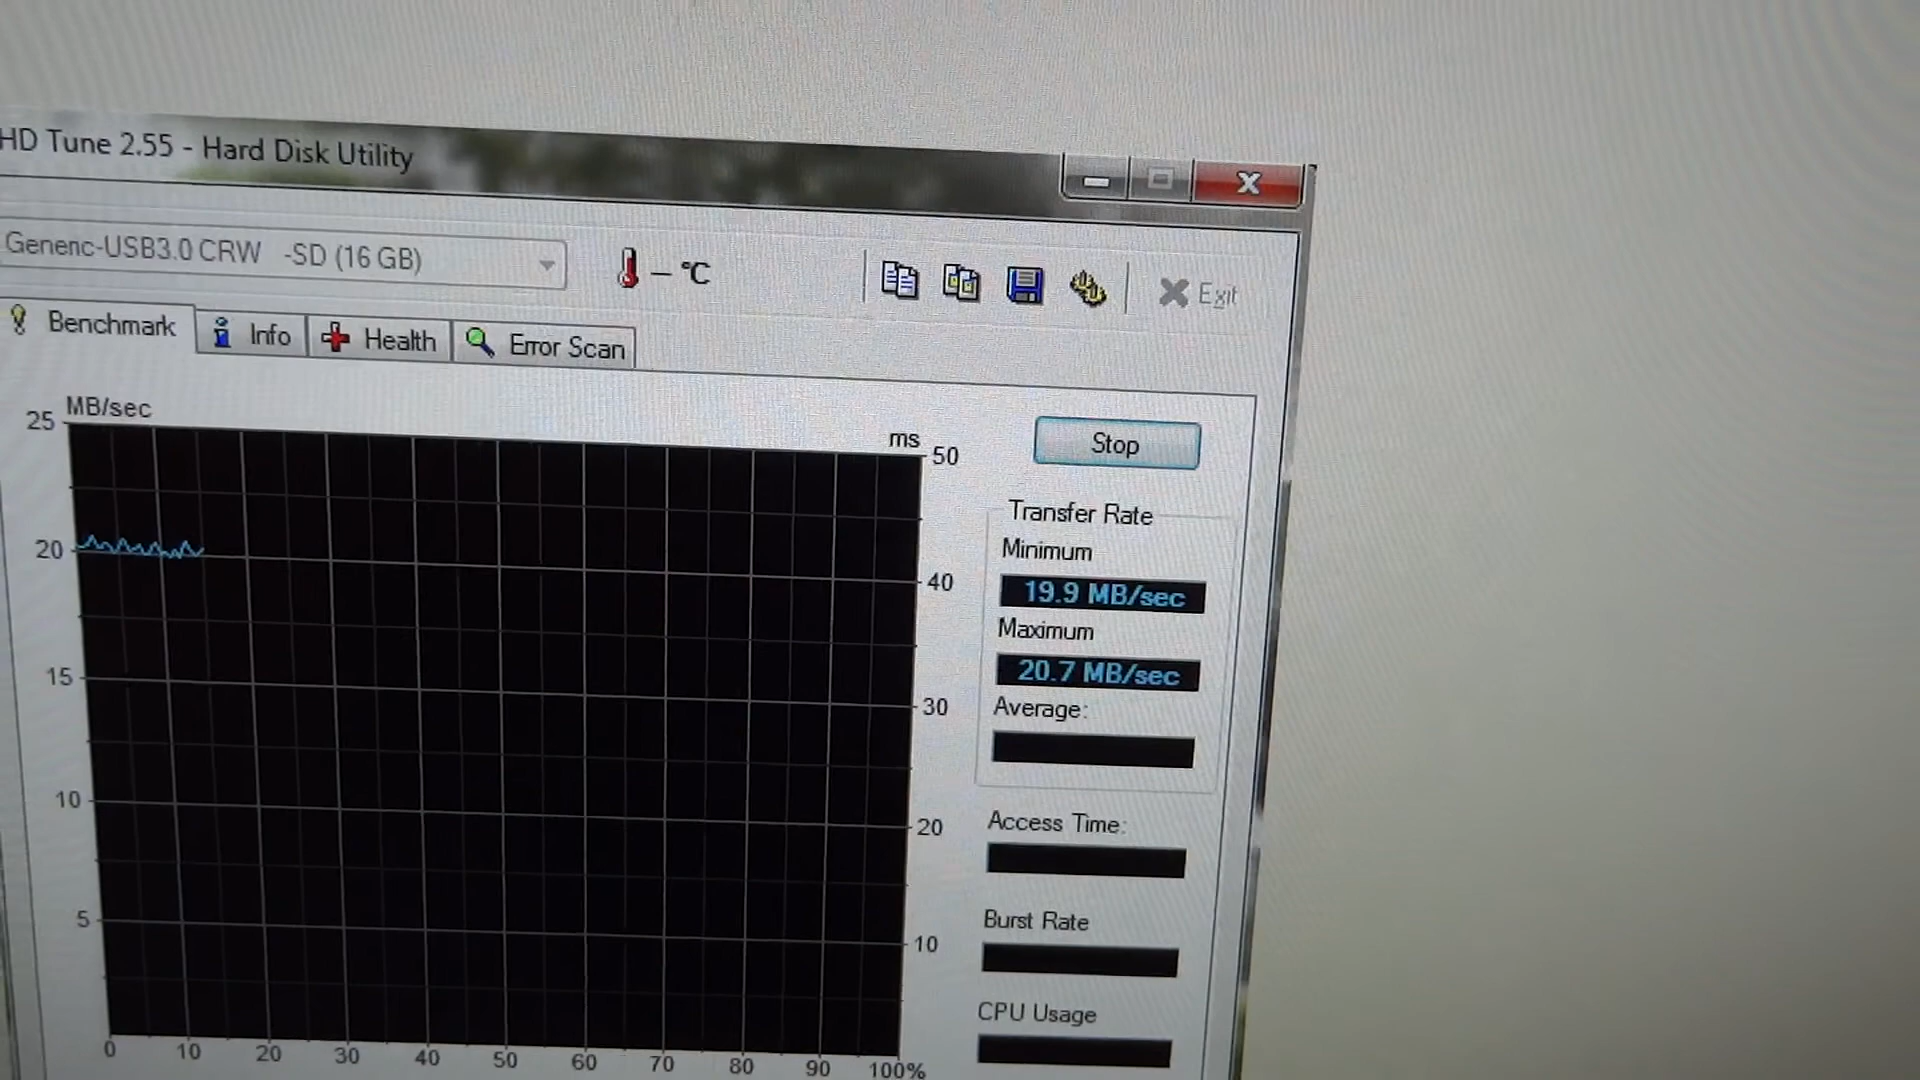 HD Tune 2.55 - Hard Disk Utility
Generic-USB3.0 CRW -SD (16 GB)
– °C
Exit
Benchmark
Info
Health
Error Scan
MB/sec
ms
25
20
15
10
5
50
40
30
20
10
0 10 20 30 40 50 60 70 80 90 100%
Stop
Transfer Rate
Minimum
19.9 MB/sec
Maximum
20.7 MB/sec
Average:
Access Time:
Burst Rate
CPU Usage